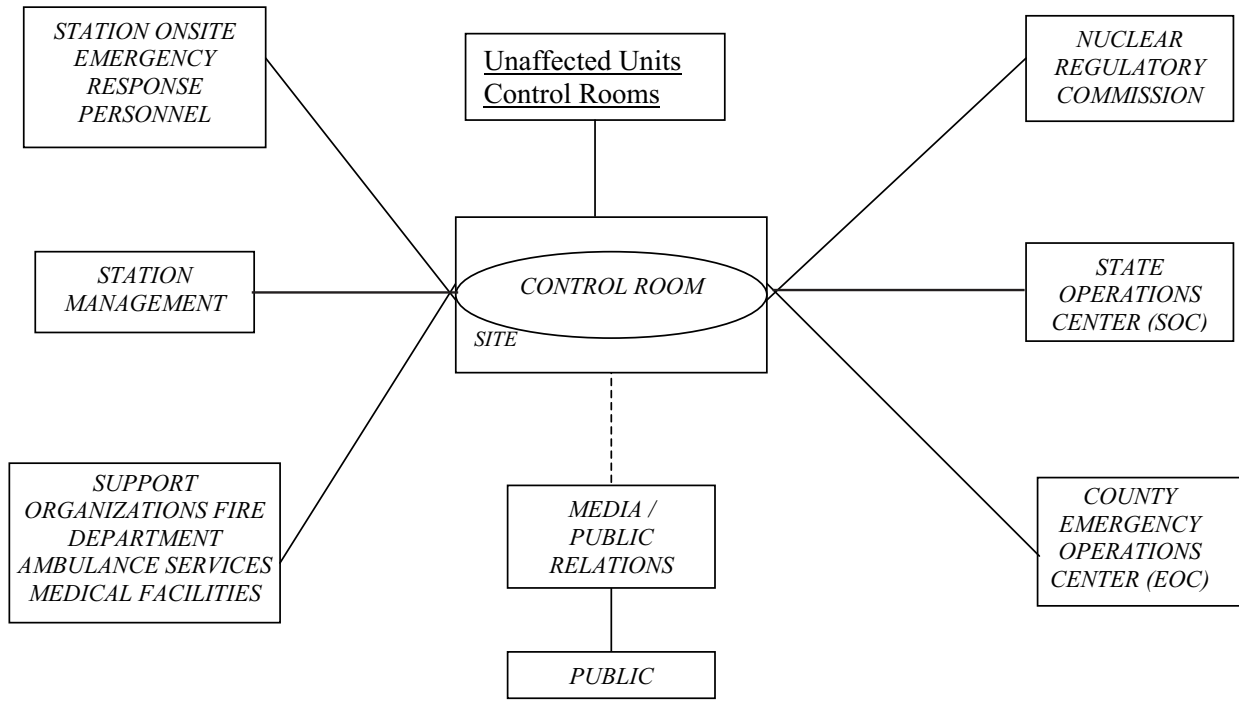 STATION ONSITE
EMERGENCY
RESPONSE
PERSONNEL
Unaffected Units
Control Rooms
NUCLEAR
REGULATORY
COMMISSION
STATION
MANAGEMENT
CONTROL ROOM
SITE
STATE
OPERATIONS
CENTER (SOC)
SUPPORT
ORGANIZATIONS FIRE
DEPARTMENT
AMBULANCE SERVICES
MEDICAL FACILITIES
MEDIA /
PUBLIC
RELATIONS
COUNTY
EMERGENCY
OPERATIONS
CENTER (EOC)
PUBLIC